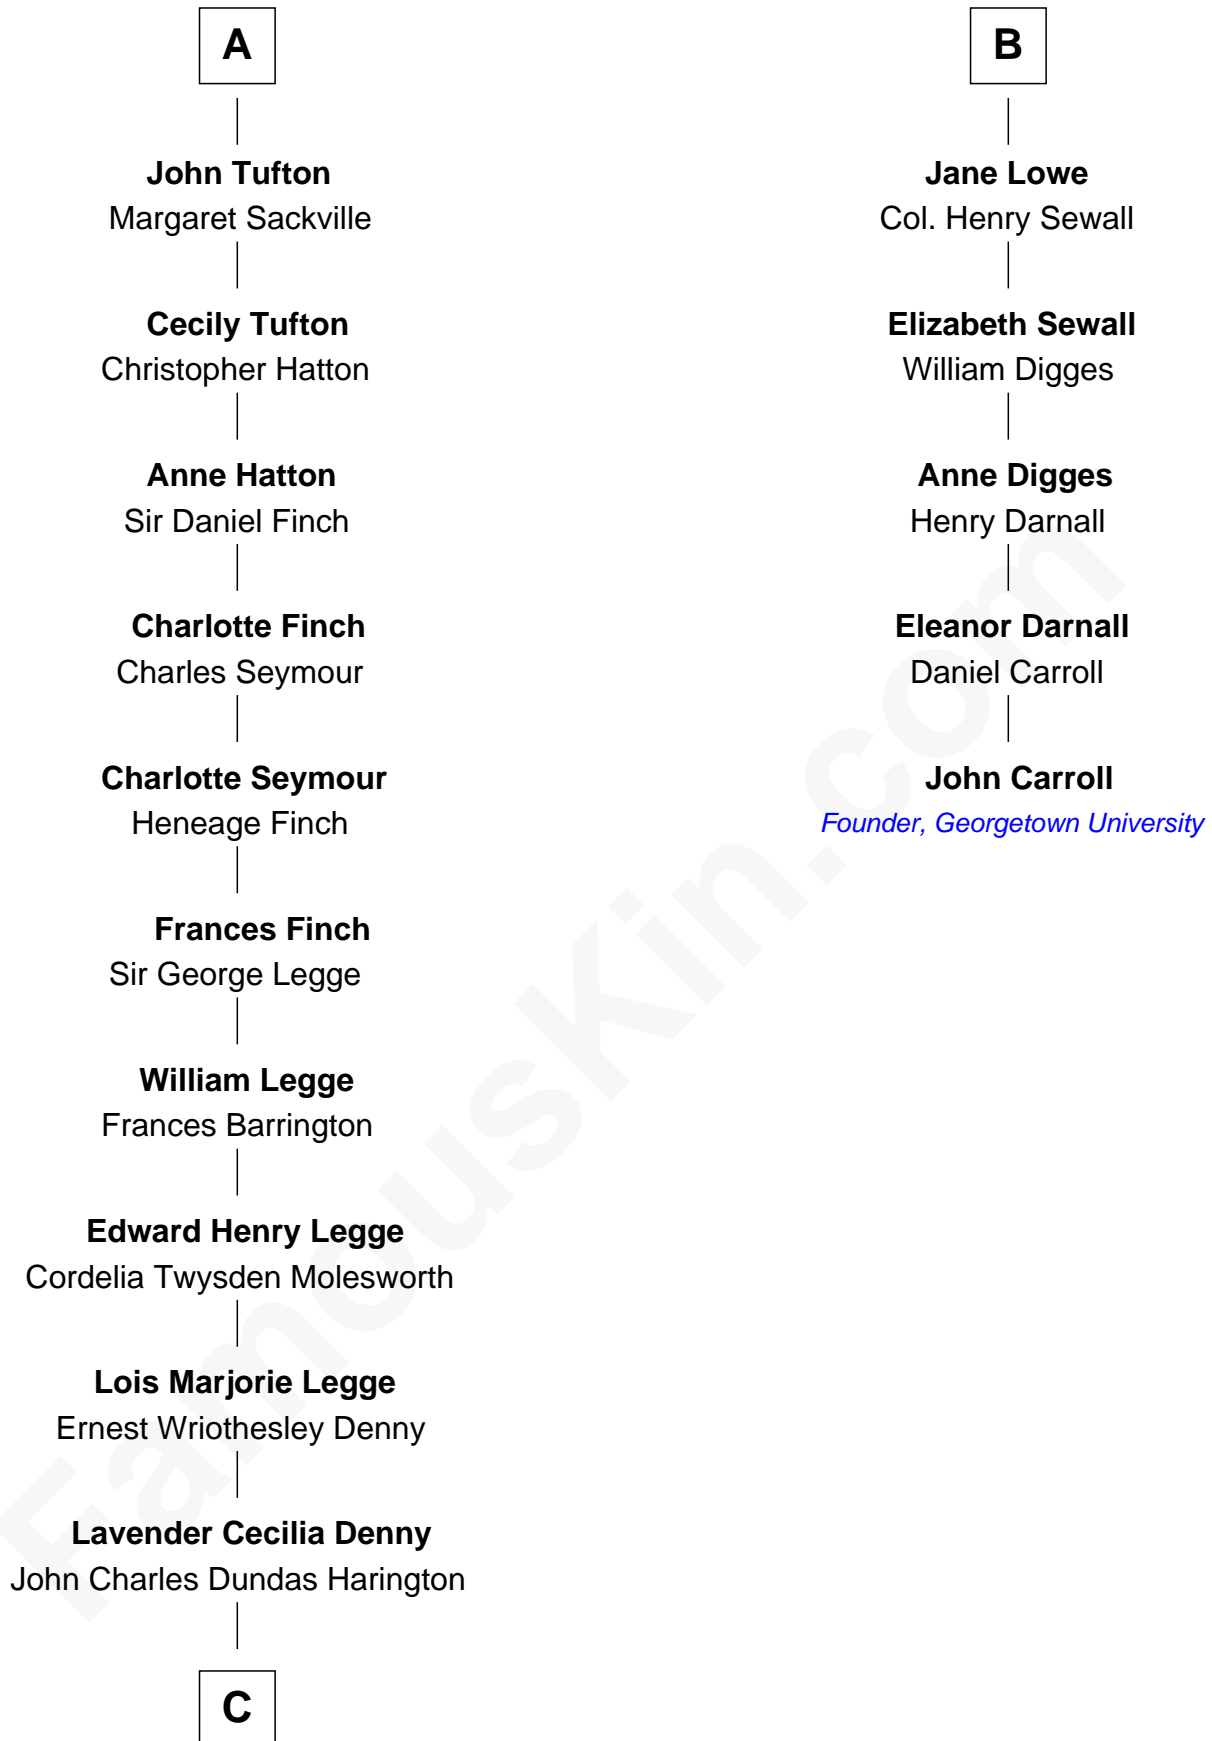 A
John Tufton
Margaret Sackville
Cecily Tufton
Christopher Hatton
Anne Hatton
Sir Daniel Finch
Charlotte Finch
Charles Seymour
Charlotte Seymour
Heneage Finch
Frances Finch
Sir George Legge
William Legge
Frances Barrington
Edward Henry Legge
Cordelia Twysden Molesworth
Lois Marjorie Legge
Ernest Wriothesley Denny
Lavender Cecilia Denny
John Charles Dundas Harington
C
B
Jane Lowe
Col. Henry Sewall
Elizabeth Sewall
William Digges
Anne Digges
Henry Darnall
Eleanor Darnall
Daniel Carroll
John Carroll
Founder, Georgetown University
FamousKin.com